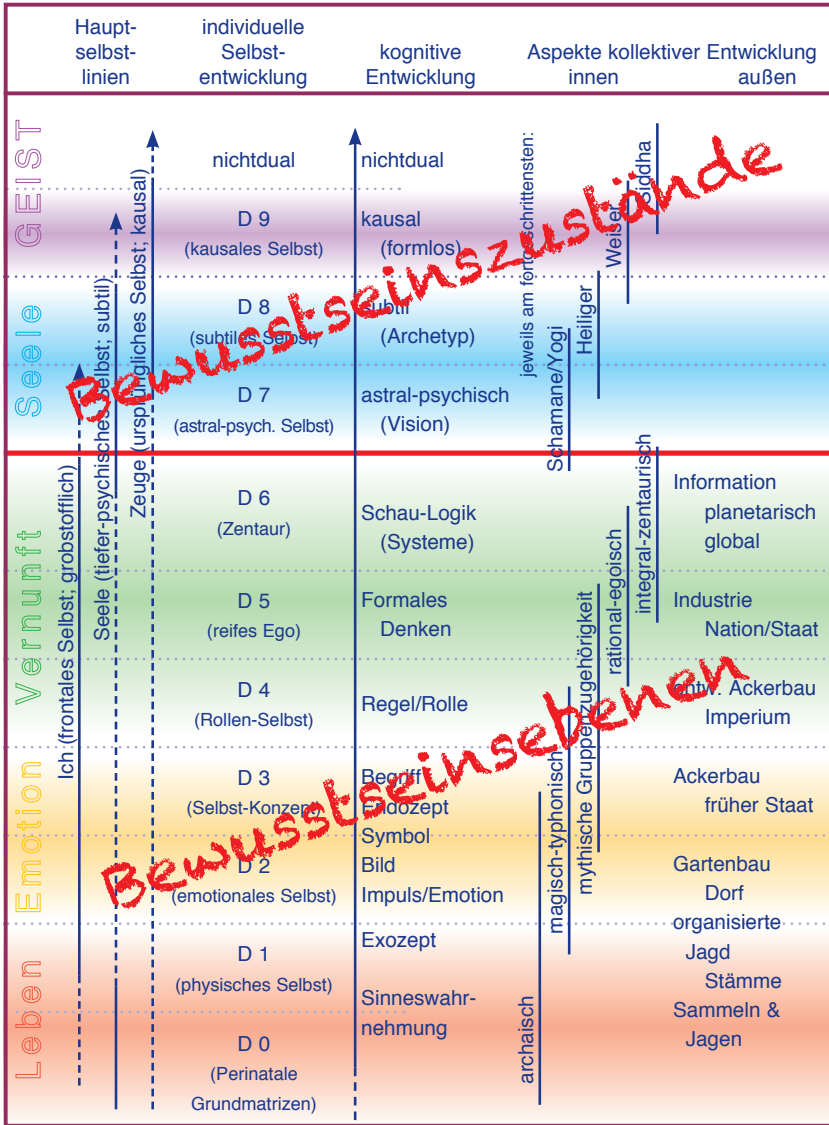 Haupt-
selbst-
linien
individuelle
Selbst-
entwicklung
kognitive
Entwicklung
Aspekte kollektiver Entwicklung
innen
außen
GEIST
Seele
Vernunft
Emotion
Leben
Ich (frontales Selbst; grobstofflich)
Seele (tiefer-psychisches Selbst; subtil)
Zeuge (ursprüngliches Selbst; kausal)
nichtdual
D 9
(kausales Selbst)
D 8
(subtiles Selbst)
D 7
(astral-psych. Selbst)
D 6
(Zentaur)
D 5
(reifes Ego)
D 4
(Rollen-Selbst)
D 3
(Selbst-Konzept)
D 2
(emotionales Selbst)
D 1
(physisches Selbst)
D 0
(Perinatale
Grundmatrizen)
nichtdual
kausal
(formlos)
subtil
(Archetyp)
astral-psychisch
(Vision)
Schau-Logik
(Systeme)
Formales
Denken
Regel/Rolle
Begriff
Endozept
Symbol
Bild
Impuls/Emotion
Exozept
Sinneswahr-
nehmung
jeweils am fortgeschrittensten:
Schamane/Yogi
Heiliger
Weiser
Siddha
archaisch
magisch-typhonisch
mythische Gruppenzugehörigkeit
rational-egoisch
integral-zentaurisch
Information
planetarisch
global
Industrie
Nation/Staat
entw. Ackerbau
Imperium
Ackerbau
früher Staat
Gartenbau
Dorf
organisierte
Jagd
Stämme
Sammeln &
Jagen
Bewusstseinszustände
Bewusstseinsebenen